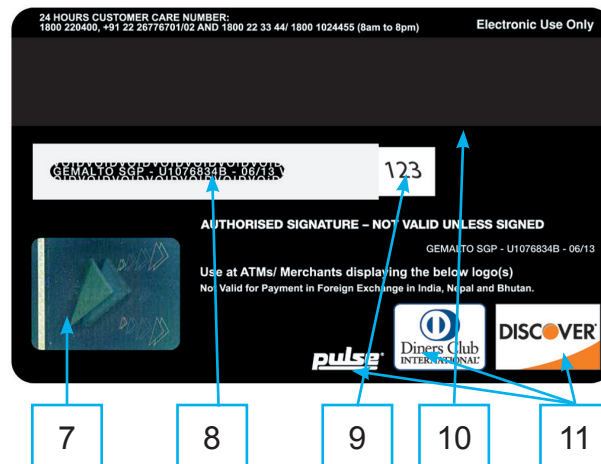 24 HOURS CUSTOMER CARE NUMBER:
1800 220400, +91 22 26776701/02 AND 1800 22 33 44/ 1800 1024455 (8am to 8pm)
Electronic Use Only
VOIDVOIDVOIDVOIDVOIDVOIDVOID
GEMALTO SGP - U1076834B - 06/13 V
VOIDVOIDVOIDVOIDVOIDVOIDVOID
123
AUTHORISED SIGNATURE – NOT VALID UNLESS SIGNED
GEMALTO SGP - U1076834B - 06/13
Use at ATMs/ Merchants displaying the below logo(s)
Not Valid for Payment in Foreign Exchange in India, Nepal and Bhutan.
pulse
Diners Club
INTERNATIONAL
DISCOVER
7
8
9
10
11